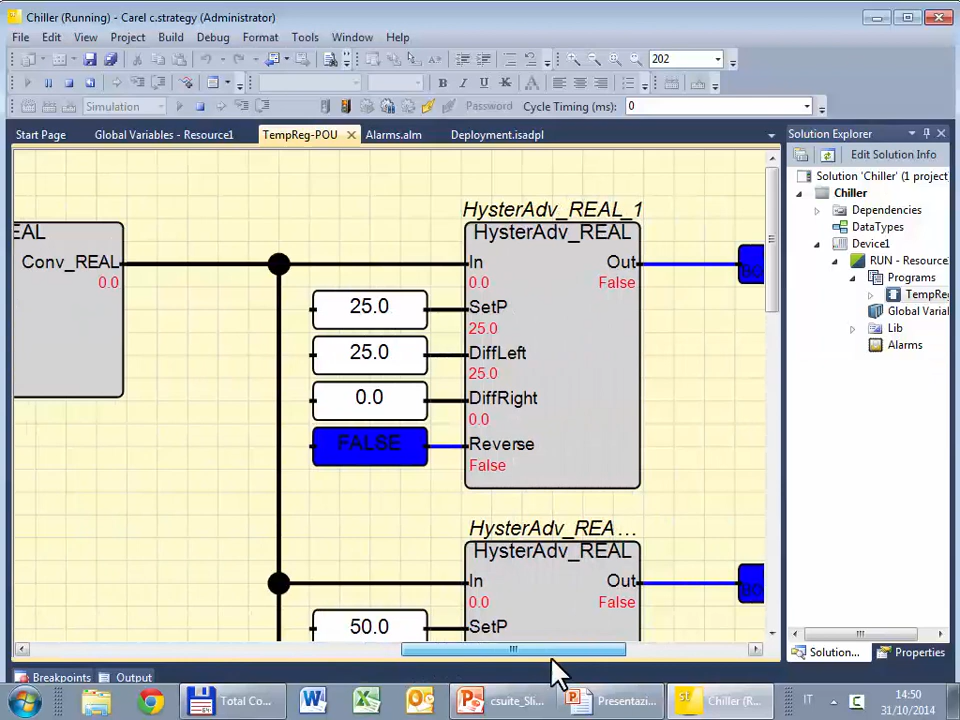 Chiller (Running) - Carel c.strategy (Administrator)
File Edit View Project Build Debug Format Tools Window Help
202
Simulation Password Cycle Timing (ms): 0
Start Page Global Variables - Resource1 TempReg-POU Alarms.alm Deployment.isadpl
Solution Explorer
Edit Solution Info
Solution 'Chiller' (1 project
Chiller
Dependencies
DataTypes
Device1
RUN - Resource
Programs
TempRe
Global Varial
Lib
Alarms
EAL
Conv_REAL
0.0
HysterAdv_REAL_1
HysterAdv_REAL
In Out
0.0 False
25.0 SetP
25.0
25.0 DiffLeft
25.0
0.0 DiffRight
0.0
FALSE Reverse
False
HysterAdv_REA ...
HysterAdv_REAL
In Out
0.0 False
50.0 SetP
BO
BO
Solution... Properties
Breakpoints Output
Total Co... csuite_Sli... Presentazi... Chiller (R...
IT
14:50
31/10/2014